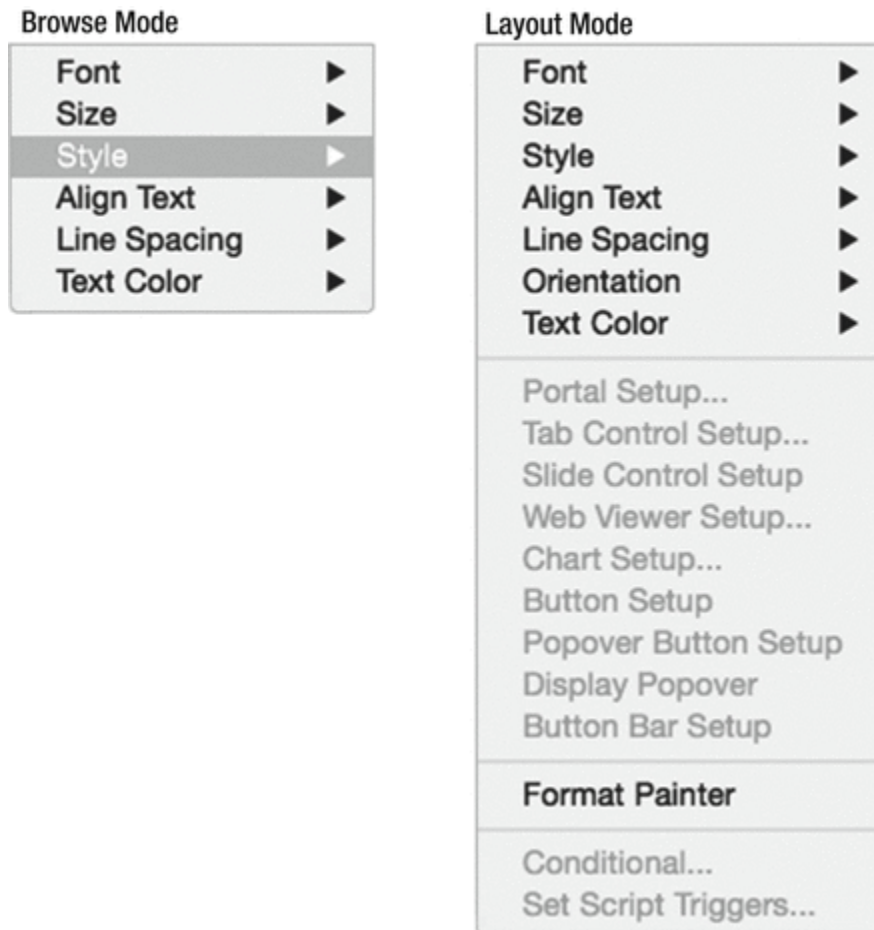 Browse Mode
Font
Size
Style
Align Text
Line Spacing
Text Color
Layout Mode
Font
Size
Style
Align Text
Line Spacing
Orientation
Text Color
Portal Setup...
Tab Control Setup...
Slide Control Setup
Web Viewer Setup...
Chart Setup...
Button Setup
Popover Button Setup
Display Popover
Button Bar Setup
Format Painter
Conditional...
Set Script Triggers...